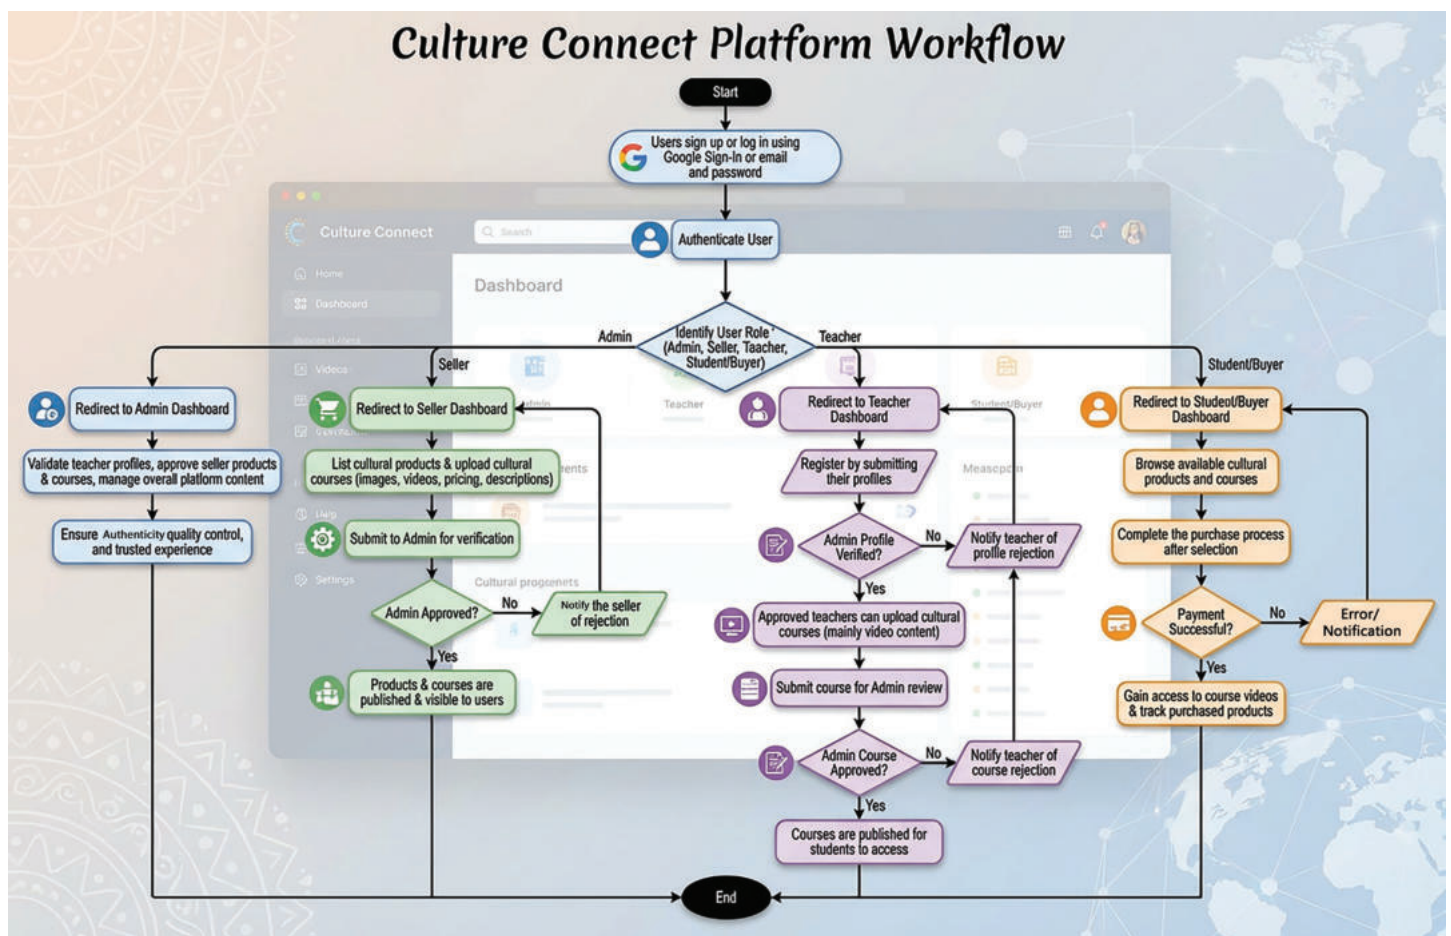 Culture Connect Platform Workflow
Start
Users sign up or log in using
Google Sign-In or email
and password
Culture Connect
Search
Authenticate User
Home
Dashboard
Dashboard
Identify User Role
(Admin, Seller, Taacher,
Student/Buyer)
Admin
Teacher
Seller
Student/Buyer
Videos
Teacher
Student/Buyer
Settings
Redirect to Admin Dashboard
Validate teacher profiles, approve seller products
& courses, manage overall platform content
Ensure Authenticity quality control,
and trusted experience
Redirect to Seller Dashboard
List cultural products & upload cultural
courses (images, videos, pricing, descriptions)
Submit to Admin for verification
Cultural progsenets
Admin Approved?
No
Notify the seller
of rejection
Yes
Products & courses are
published & visible to users
Redirect to Teacher
Dashboard
Register by submitting
their profiles
Admin Profile
Verified?
No
Notify teacher of
profile rejection
Yes
Approved teachers can upload cultural
courses (mainly video content)
Submit course for Admin review
Admin Course
Approved?
No
Notify teacher of
course rejection
Yes
Courses are published for
students to access
Redirect to Student/Buyer
Dashboard
Browse available cultural
products and courses
Complete the purchase process
after selection
Payment
Successful?
No
Error/
Notification
Yes
Gain access to course videos
& track purchased products
End